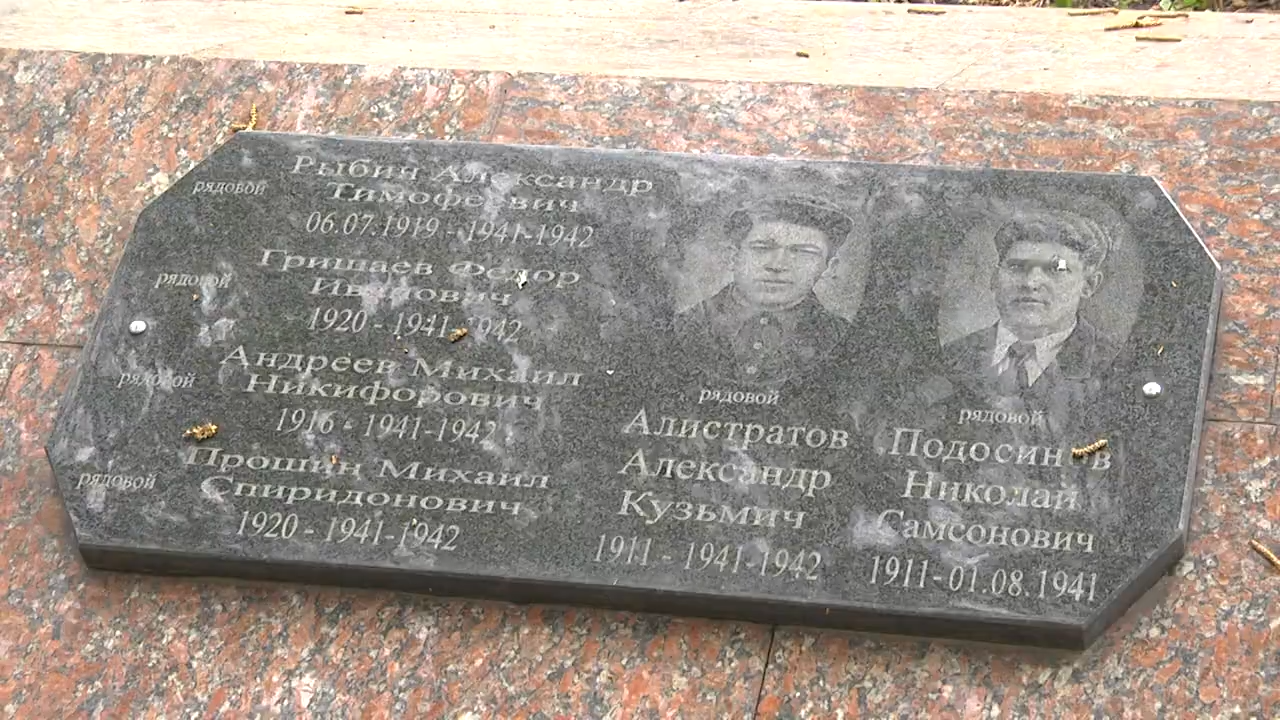 рядовой Рыбин Александр
Тимофеевич
06.07.1919 - 1941-1942
рядовой Гришаев Федор
Иванович
1920 - 1941-1942
рядовой Андреев Михаил
Никифорович
1916 - 1941-1942
рядовой Прошин Михаил
Спиридонович
1920 - 1941-1942
рядовой
Алистратов
Александр
Кузьмич
1911 - 1941-1942
рядовой
Подосинов
Николай
Самсонович
1911-01.08.1941